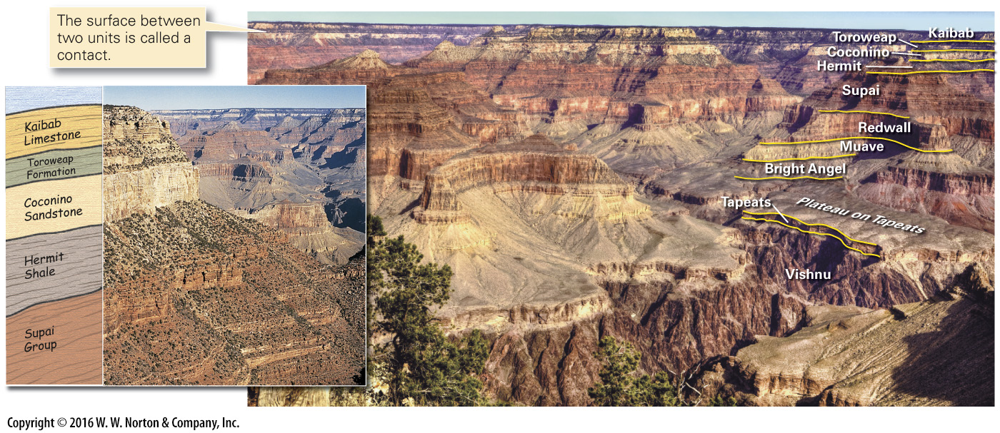 The surface between
two units is called a
contact.
Kaibab
Limestone
Toroweap
Formation
Coconino
Sandstone
Hermit
Shale
Supai
Group
Kaibab
Toroweap
Coconino
Hermit
Supai
Redwall
Muave
Bright Angel
Tapeats
Plateau on Tapeats
Vishnu
Copyright © 2016 W. W. Norton & Company, Inc.